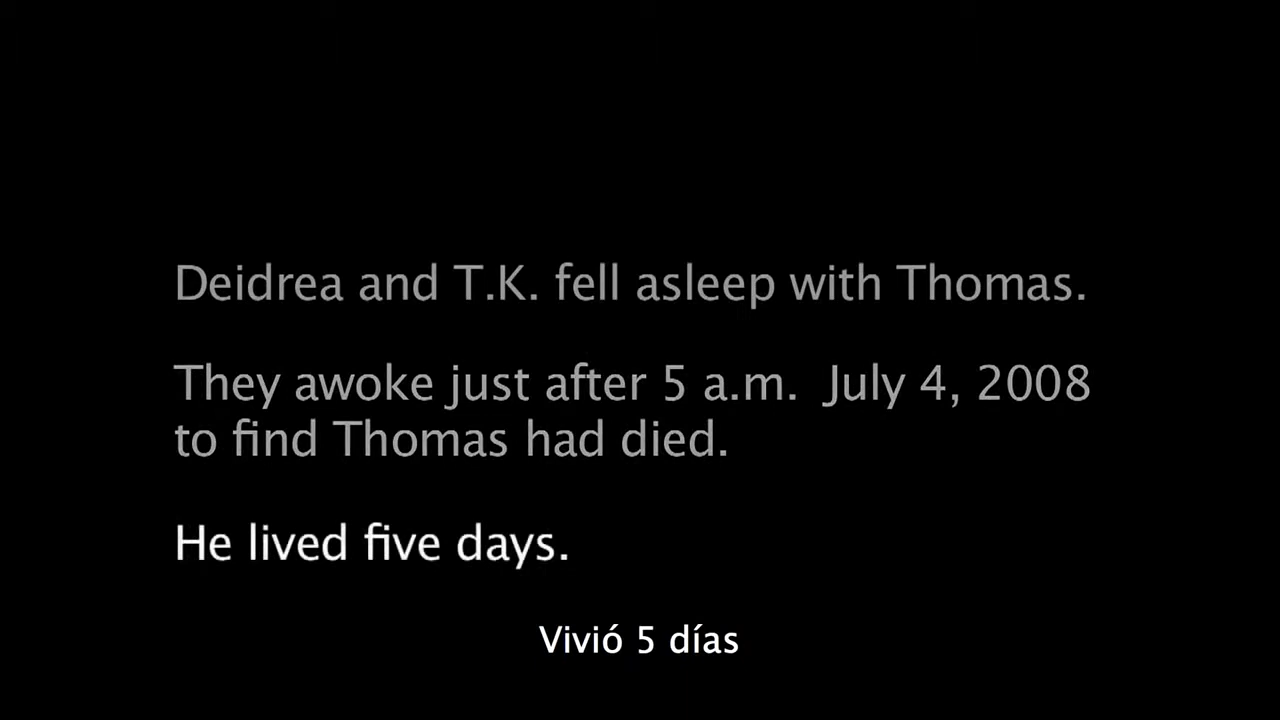 Deidrea and T.K. fell asleep with Thomas.
They awoke just after 5 a.m.  July 4, 2008
to find Thomas had died.
He lived five days.
Vivió 5 días